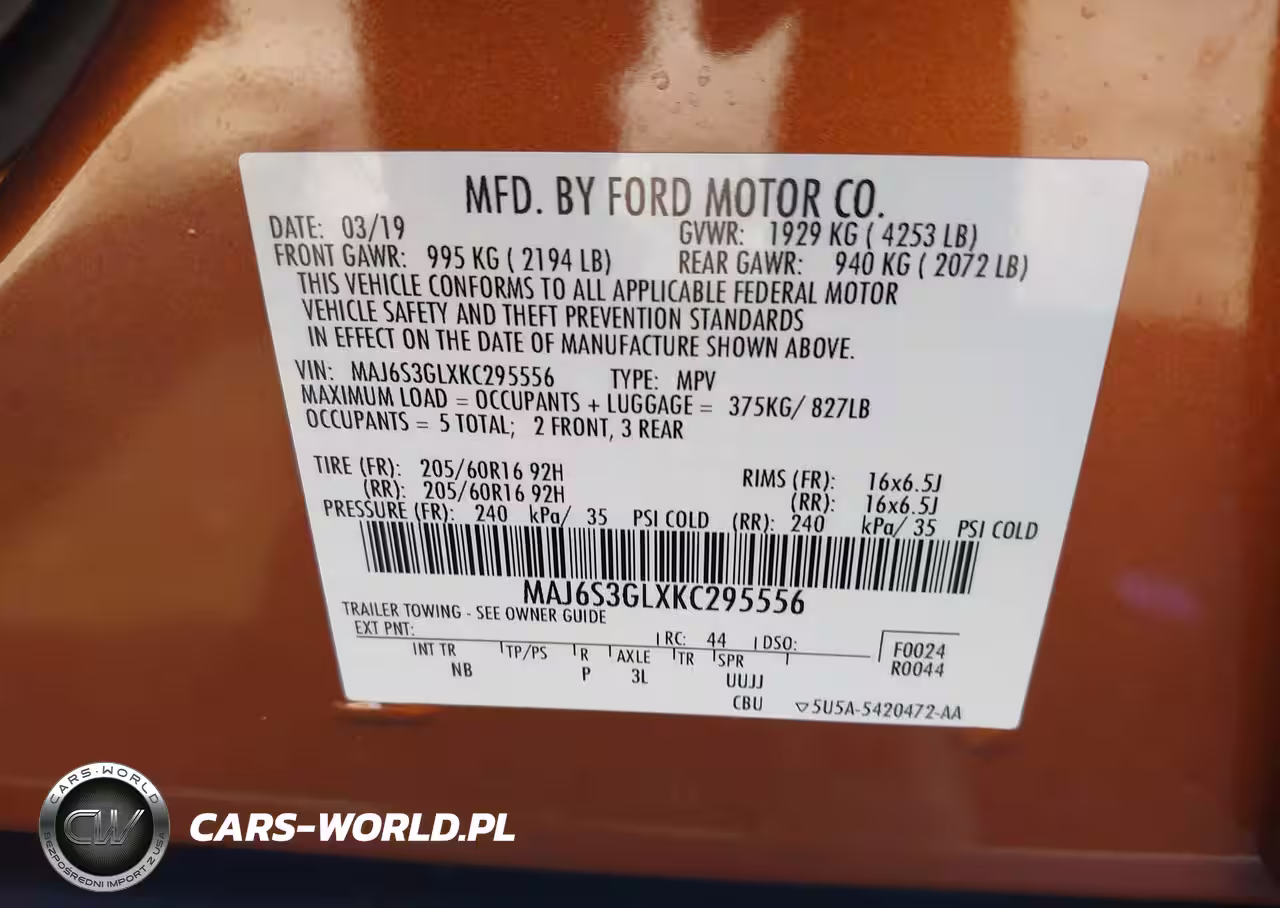 MFD. BY FORD MOTOR CO.
DATE: 03/19 GVWR: 1929 KG ( 4253 LB)
FRONT GAWR: 995 KG ( 2194 LB) REAR GAWR: 940 KG ( 2072 LB)
THIS VEHICLE CONFORMS TO ALL APPLICABLE FEDERAL MOTOR
VEHICLE SAFETY AND THEFT PREVENTION STANDARDS
IN EFFECT ON THE DATE OF MANUFACTURE SHOWN ABOVE.
VIN: MAJ6S3GLXKC295556 TYPE: MPV
MAXIMUM LOAD = OCCUPANTS + LUGGAGE = 375KG/ 827LB
OCCUPANTS = 5 TOTAL; 2 FRONT, 3 REAR
TIRE (FR): 205/60R16 92H RIMS (FR): 16x6.5J
(RR): 205/60R16 92H (RR): 16x6.5J
PRESSURE (FR): 240 kPa/ 35 PSI COLD (RR): 240 kPa/ 35 PSI COLD
MAJ6S3GLXKC295556
TRAILER TOWING - SEE OWNER GUIDE
EXT PNT: RC: 44 DSO: F0024
INT TR TP/PS R AXLE TR SPR R0044
NB P 3L UUJJ
CBU ▽5U5A-5420472-AA
CARS-WORLD
CW
BEZPOŚREDNI IMPORT Z USA
CARS-WORLD.PL